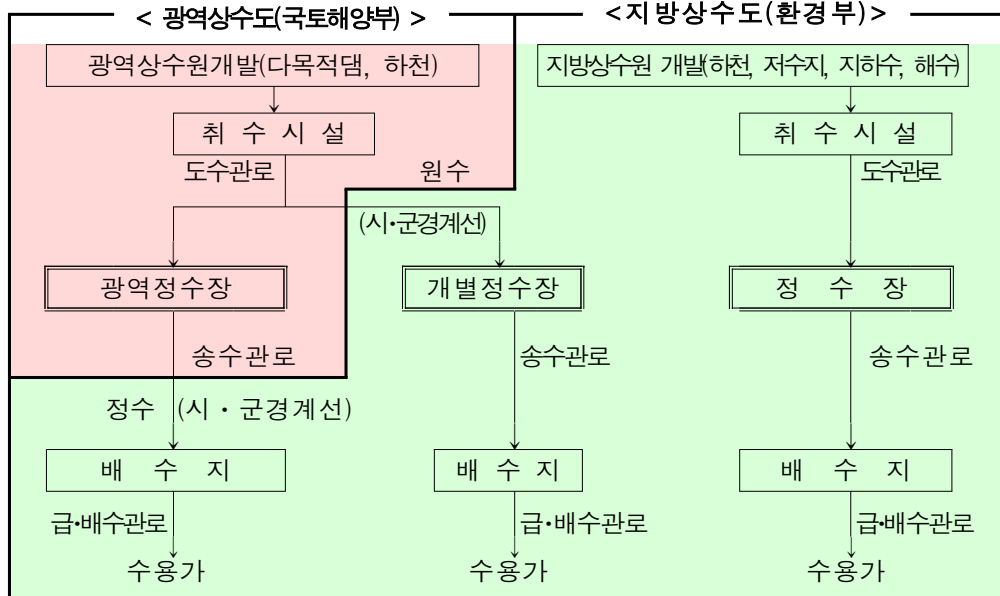 < 광역상수도(국토해양부) >
<지방상수도(환경부)>
광역상수원개발(다목적댐, 하천)
지방상수원 개발(하천, 저수지, 지하수, 해수)
취 수 시 설
취 수 시 설
도수관로
원수
도수관로
(시·군경계선)
광역정수장
개별정수장
정 수 장
송수관로
송수관로
송수관로
정수 (시·군경계선)
배 수 지
배 수 지
배 수 지
급·배수관로
급·배수관로
급·배수관로
수용가
수용가
수용가